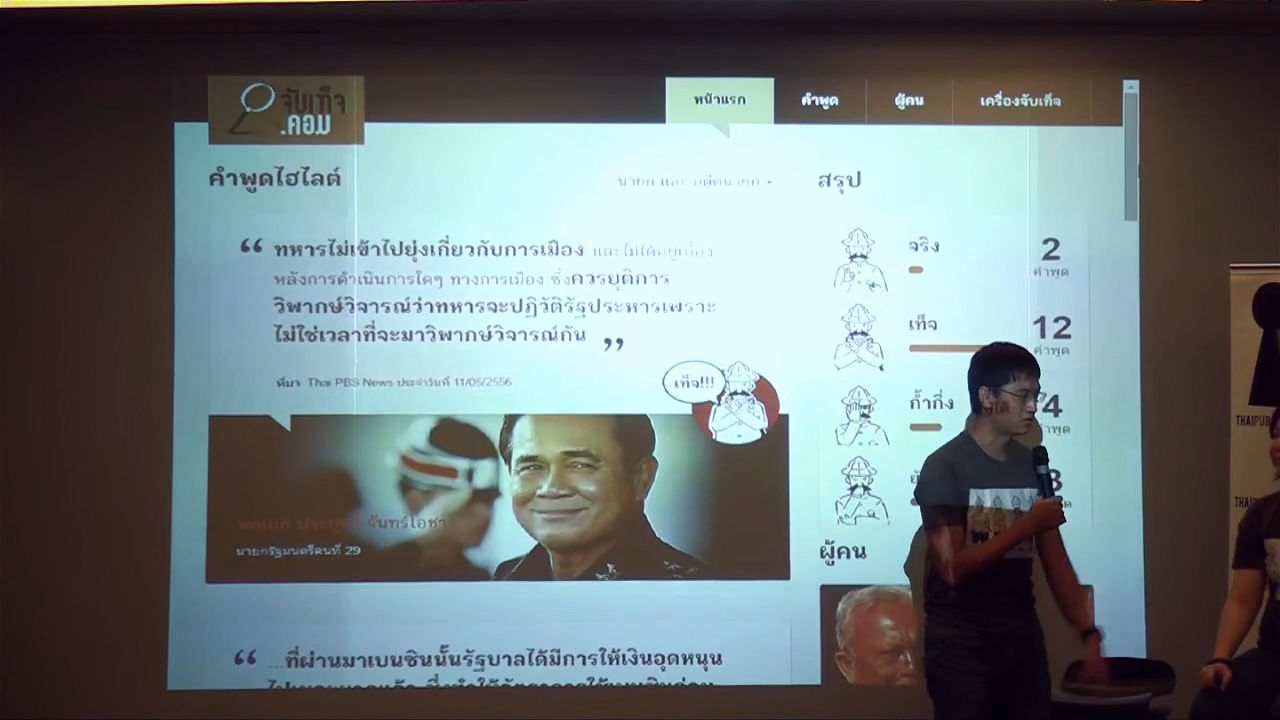 จับเท็จ
.คอม
หน้าแรก
คำพูด
ผู้คน
เครื่องจับเท็จ
คำพูดไฮไลต์
นายก และ อดีตนายก
สรุป
“ ทหารไม่เข้าไปยุ่งเกี่ยวกับการเมือง และไม่ได้อยู่เบื้อง
หลังการดำเนินการใดๆ ทางการเมือง ซึ่งควรยุติการ
วิพากษ์วิจารณ์ว่าทหารจะปฏิวัติรัฐประหารเพราะ
ไม่ใช่เวลาที่จะมาวิพากษ์วิจารณ์กัน ”
ที่มา Thai PBS News ประจำวันที่ 11/05/2556
เท็จ!!!
จริง
2
คำพูด
เท็จ
12
คำพูด
ก้ำกึ่ง
4
คำพูด
ผู้คน
พลเอก ประยุทธ์ จันทร์โอชา
นายกรัฐมนตรีคนที่ 29
“ ...ที่ผ่านมาเบนซินนั้นรัฐบาลได้มีการให้เงินอุดหนุน
THAIPUB